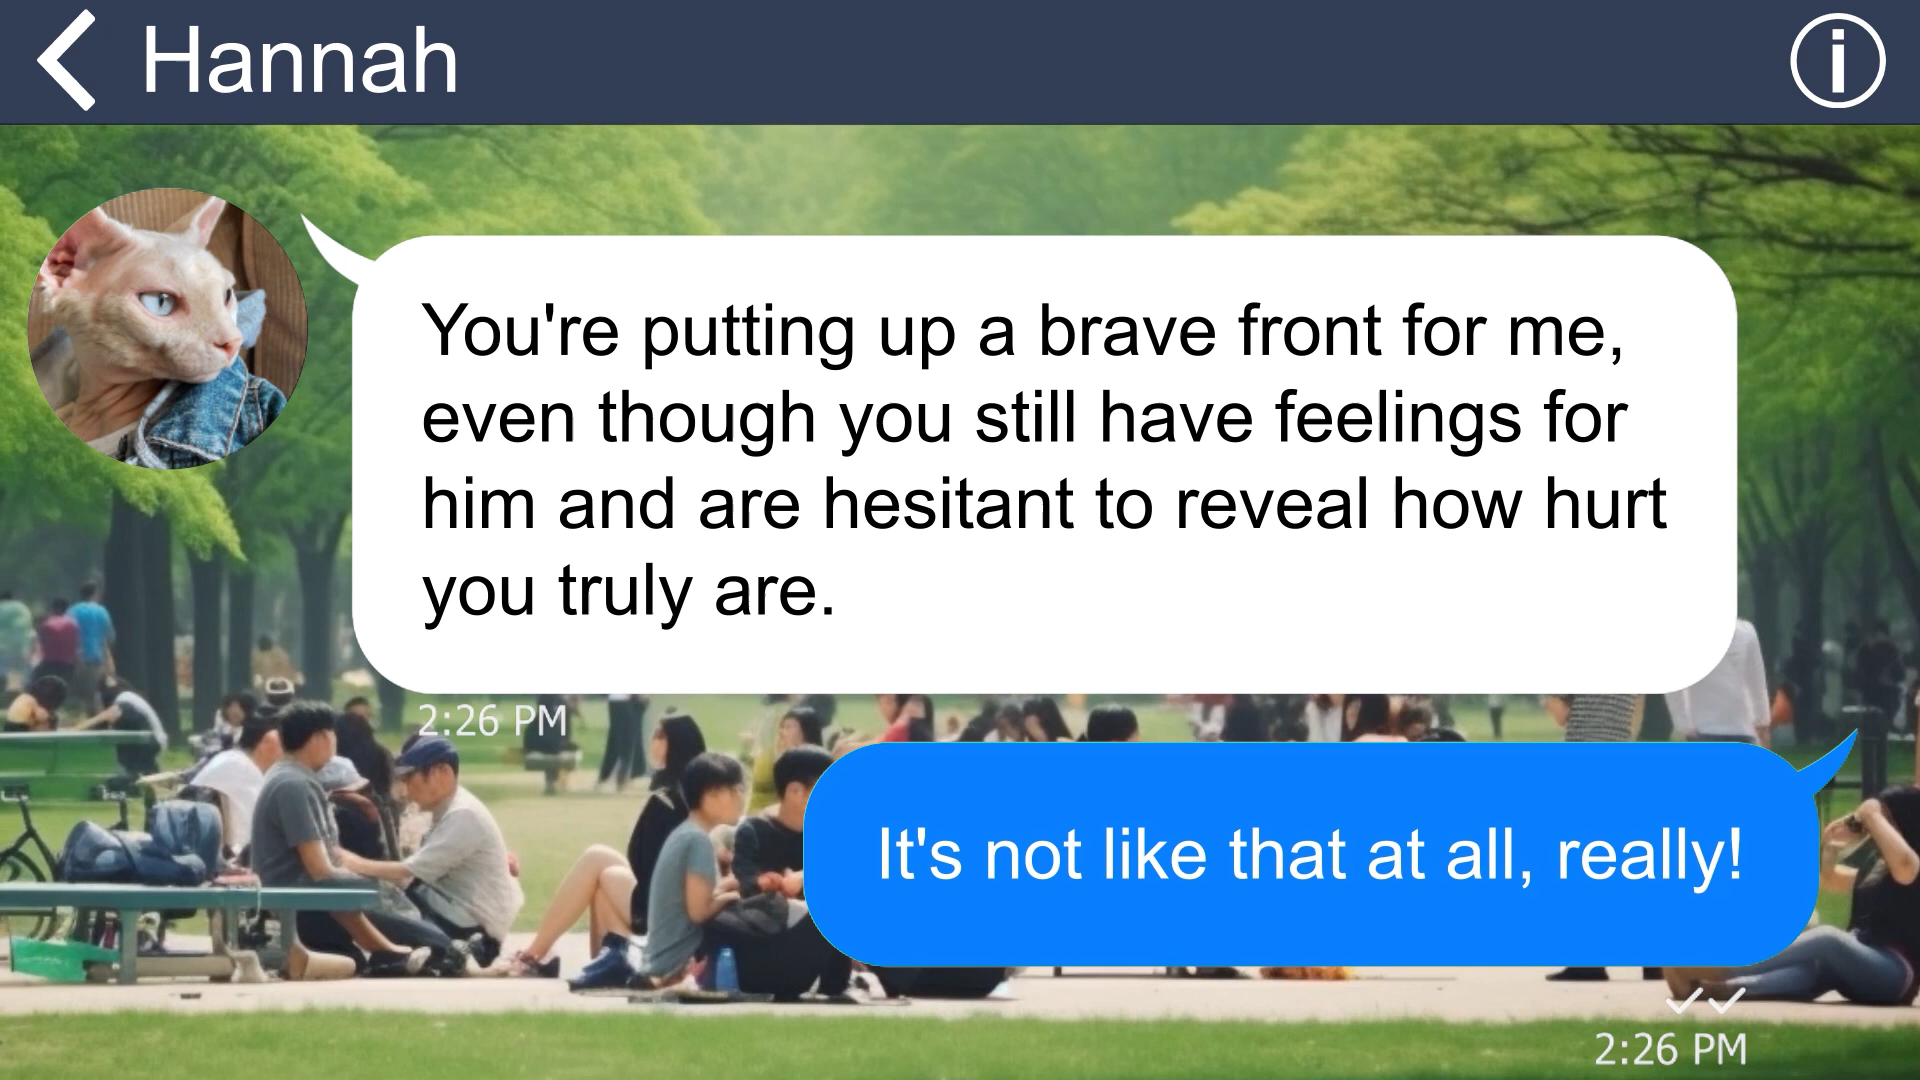 Hannah
You're putting up a brave front for me,
even though you still have feelings for
him and are hesitant to reveal how hurt
you truly are.
2:26 PM
It's not like that at all, really!
2:26 PM